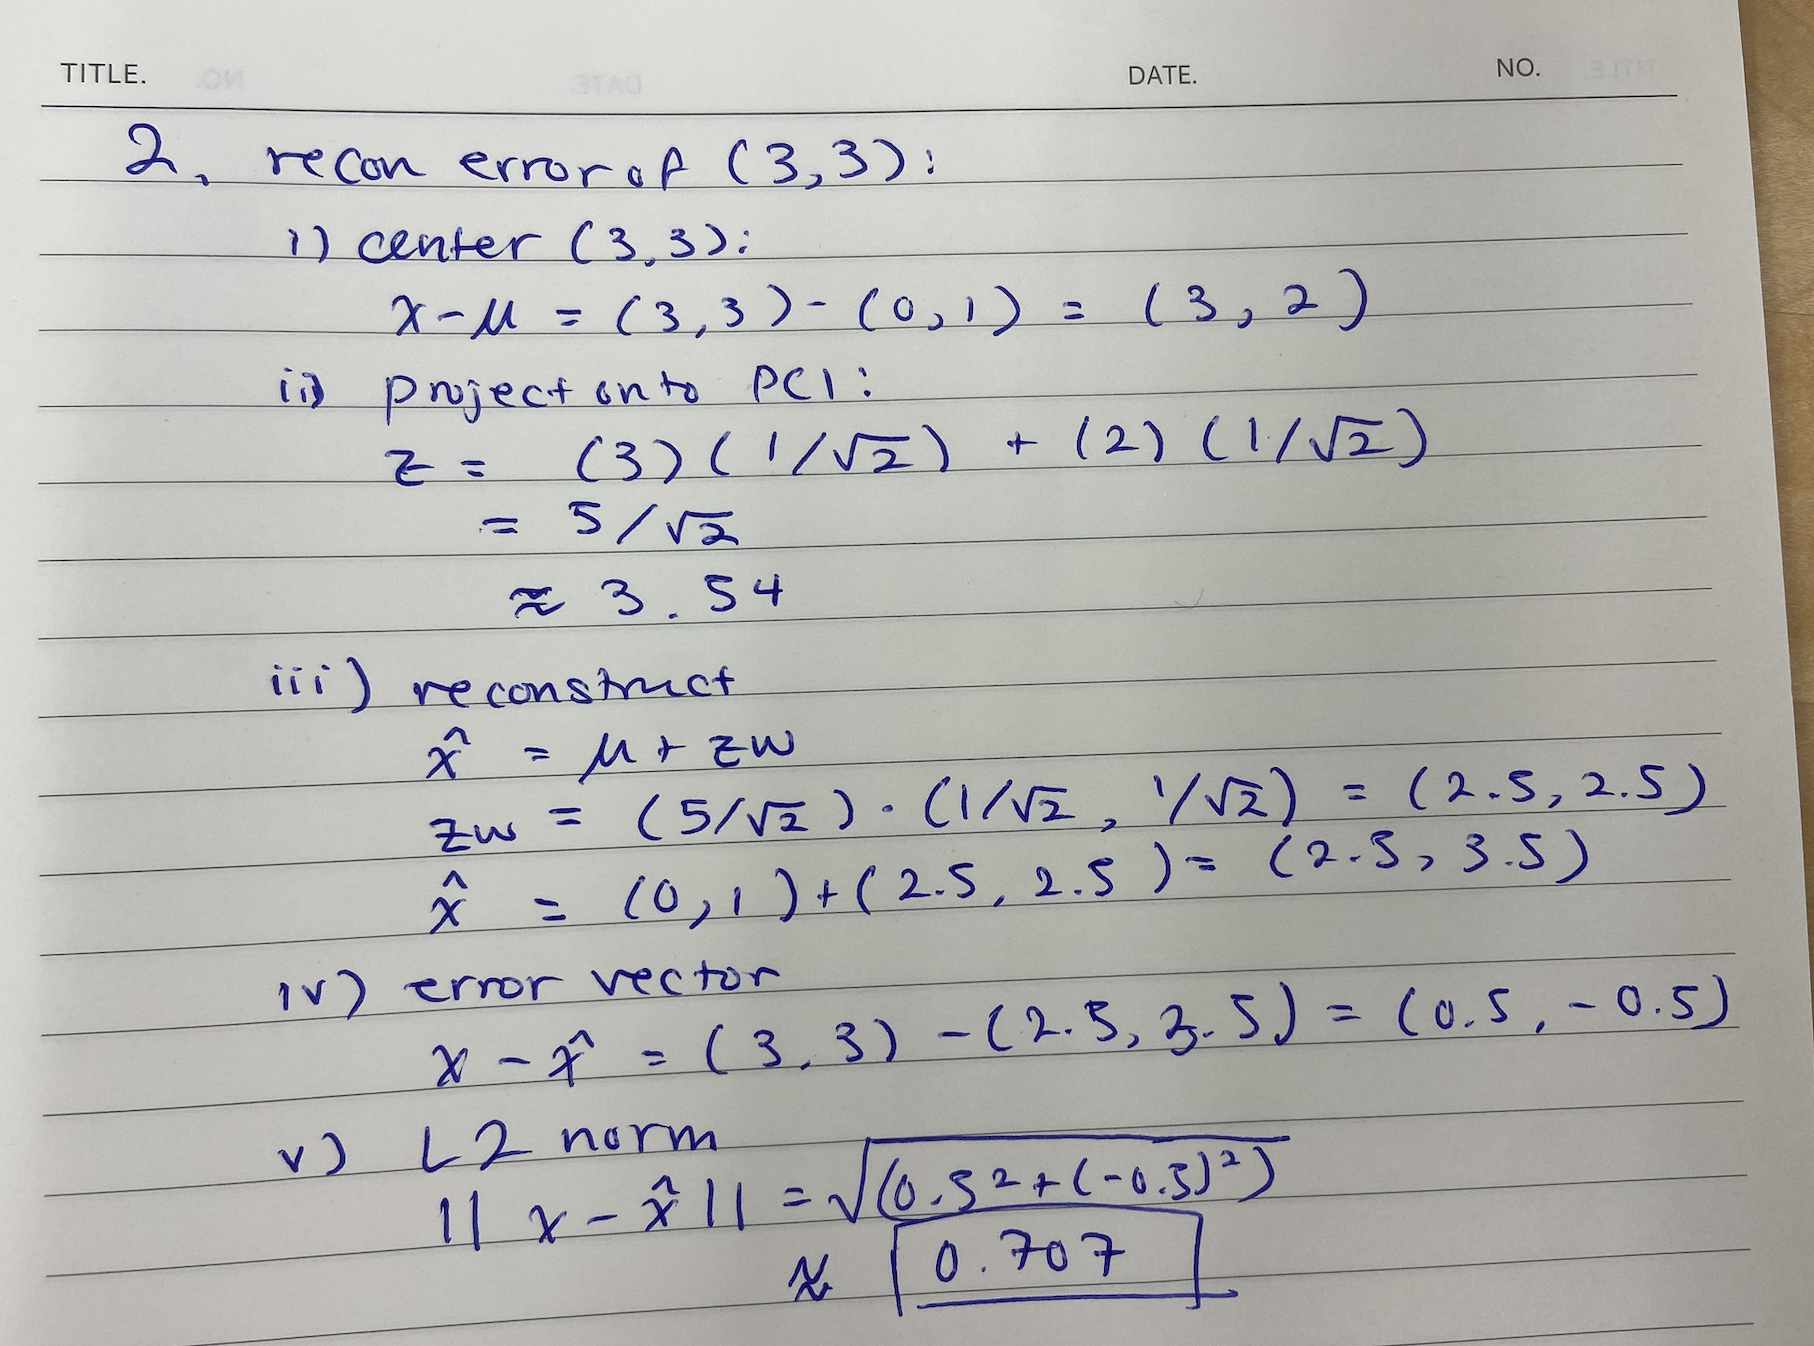 TITLE. DATE. NO.
2. recon error of (3,3):
i) center (3,3):
x-μ = (3,3)-(0,1) = (3,2)
ii) project onto PC1:
z = (3)(1/√2) + (2)(1/√2)
= 5/√2
≈ 3.54
iii) reconstruct
x̂ = μ + zw
zw = (5/√2)·(1/√2, 1/√2) = (2.5, 2.5)
x̂ = (0,1)+(2.5, 2.5) = (2.5, 3.5)
iv) error vector
x - x̂ = (3,3) - (2.5, 3.5) = (0.5, -0.5)
v) L2 norm
|| x - x̂ || = √(0.5²+(-0.5)²)
≈ 0.707